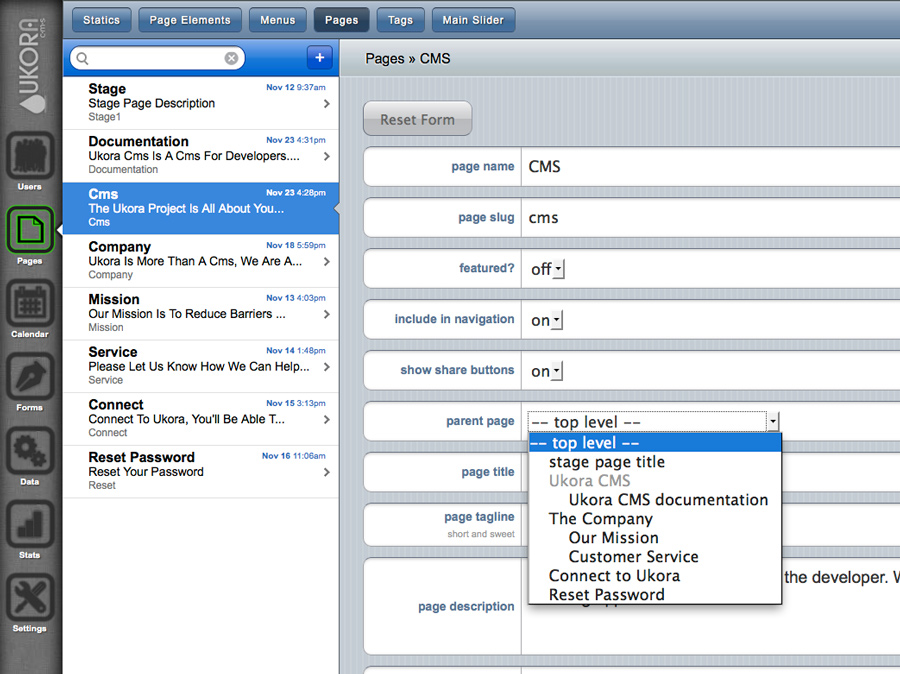 UKORA
c-m-s
Users
Pages
Calendar
Forms
Data
Stats
Settings
Statics
Page Elements
Menus
Pages
Tags
Main Slider
+
Stage
Nov 12 9:37am
Stage Page Description
Stage1
Documentation
Nov 23 4:31pm
Ukora Cms Is A Cms For Developers....
Documentation
Cms
Nov 23 4:28pm
The Ukora Project Is All About You...
Cms
Company
Nov 18 5:59pm
Ukora Is More Than A Cms, We Are A...
Company
Mission
Nov 13 4:03pm
Our Mission Is To Reduce Barriers ...
Mission
Service
Nov 14 1:48pm
Please Let Us Know How We Can Help...
Service
Connect
Nov 15 3:13pm
Connect To Ukora, You'll Be Able T...
Connect
Reset Password
Nov 16 11:06am
Reset Your Password
Reset
Pages » CMS
Reset Form
page name CMS
page slug cms
featured? off
include in navigation on
show share buttons on
parent page -- top level --
-- top level --
stage page title
Ukora CMS
Ukora CMS documentation
The Company
Our Mission
Customer Service
Connect to Ukora
Reset Password
page title
page tagline
short and sweet
page description
the developer. W